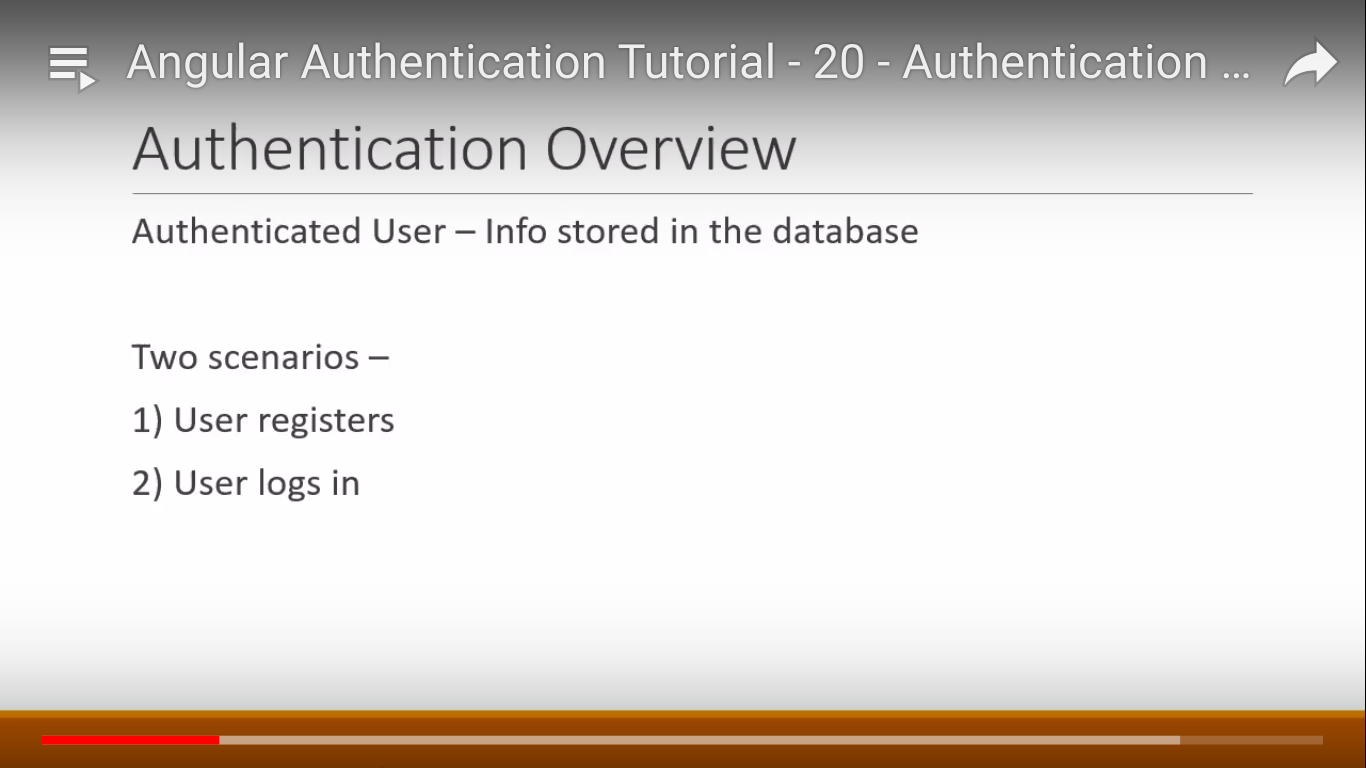 Angular Authentication Tutorial - 20 - Authentication ...
Authentication Overview
Authenticated User – Info stored in the database
Two scenarios –
1) User registers
2) User logs in